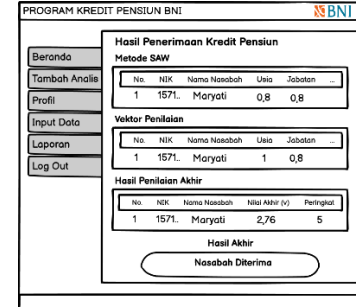 PROGRAM KREDIT PENSIUN BNI
BNI
Beranda
Tambah Analis
Profil
Input Data
Laporan
Log Out
Hasil Penerimaan Kredit Pensiun
Metode SAW
No. NIK Nama Nasabah Usia Jabatan ...
1 1571.. Maryati 0,8 0,8
Vektor Penilaian
No. NIK Nama Nasabah Usia Jabatan ...
1 1571.. Maryati 1 0,8
Hasil Penilaian Akhir
No. NIK Nama Nasabah Nilai Akhir (v) Peringkat
1 1571.. Maryati 2,76 5
Hasil Akhir
Nasabah Diterima